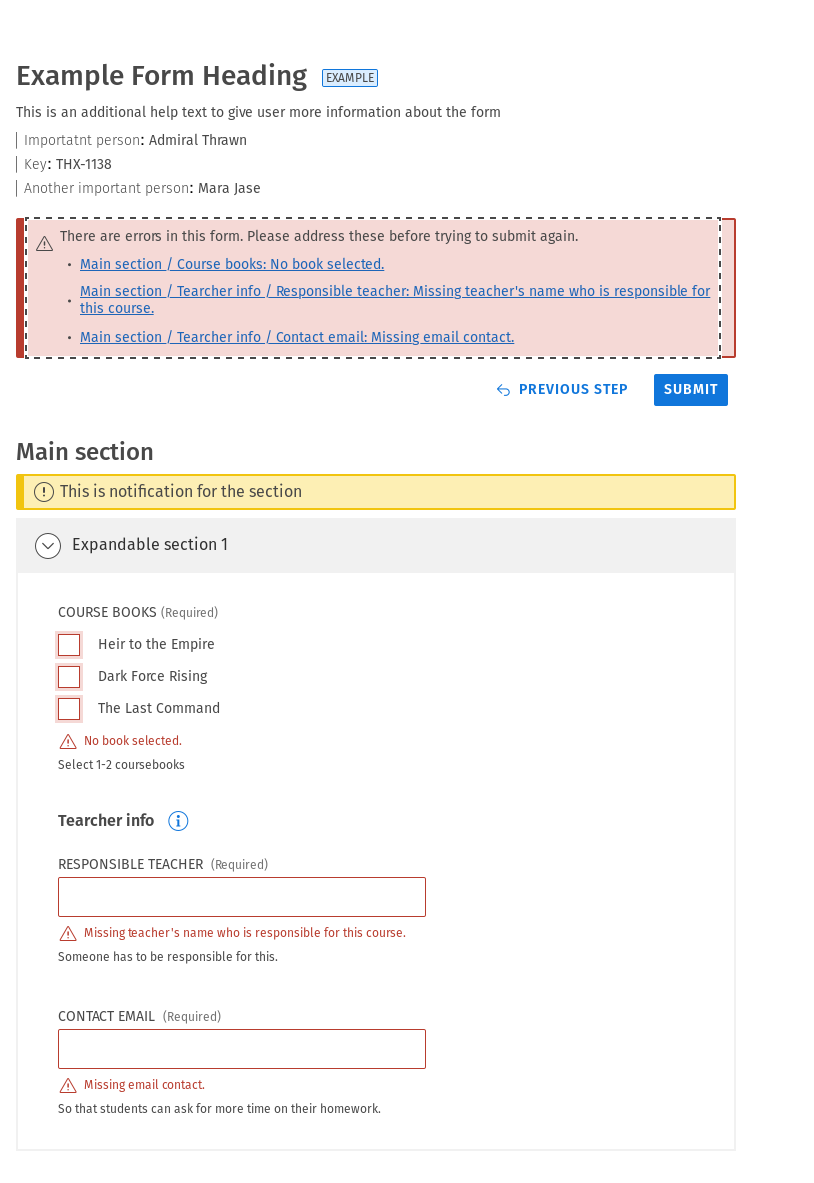 Example Form Heading EXAMPLE
This is an additional help text to give user more information about the form
Importatnt person: Admiral Thrawn
Key: THX-1138
Another important person: Mara Jase
There are errors in this form. Please address these before trying to submit again.
• Main section / Course books: No book selected.
• Main section / Tearcher info / Responsible teacher: Missing teacher's name who is responsible for
this course.
• Main section / Tearcher info / Contact email: Missing email contact.
PREVIOUS STEP SUBMIT
Main section
This is notification for the section
Expandable section 1
COURSE BOOKS (Required)
Heir to the Empire
Dark Force Rising
The Last Command
No book selected.
Select 1-2 coursebooks
Tearcher info
RESPONSIBLE TEACHER (Required)
Missing teacher's name who is responsible for this course.
Someone has to be responsible for this.
CONTACT EMAIL (Required)
Missing email contact.
So that students can ask for more time on their homework.